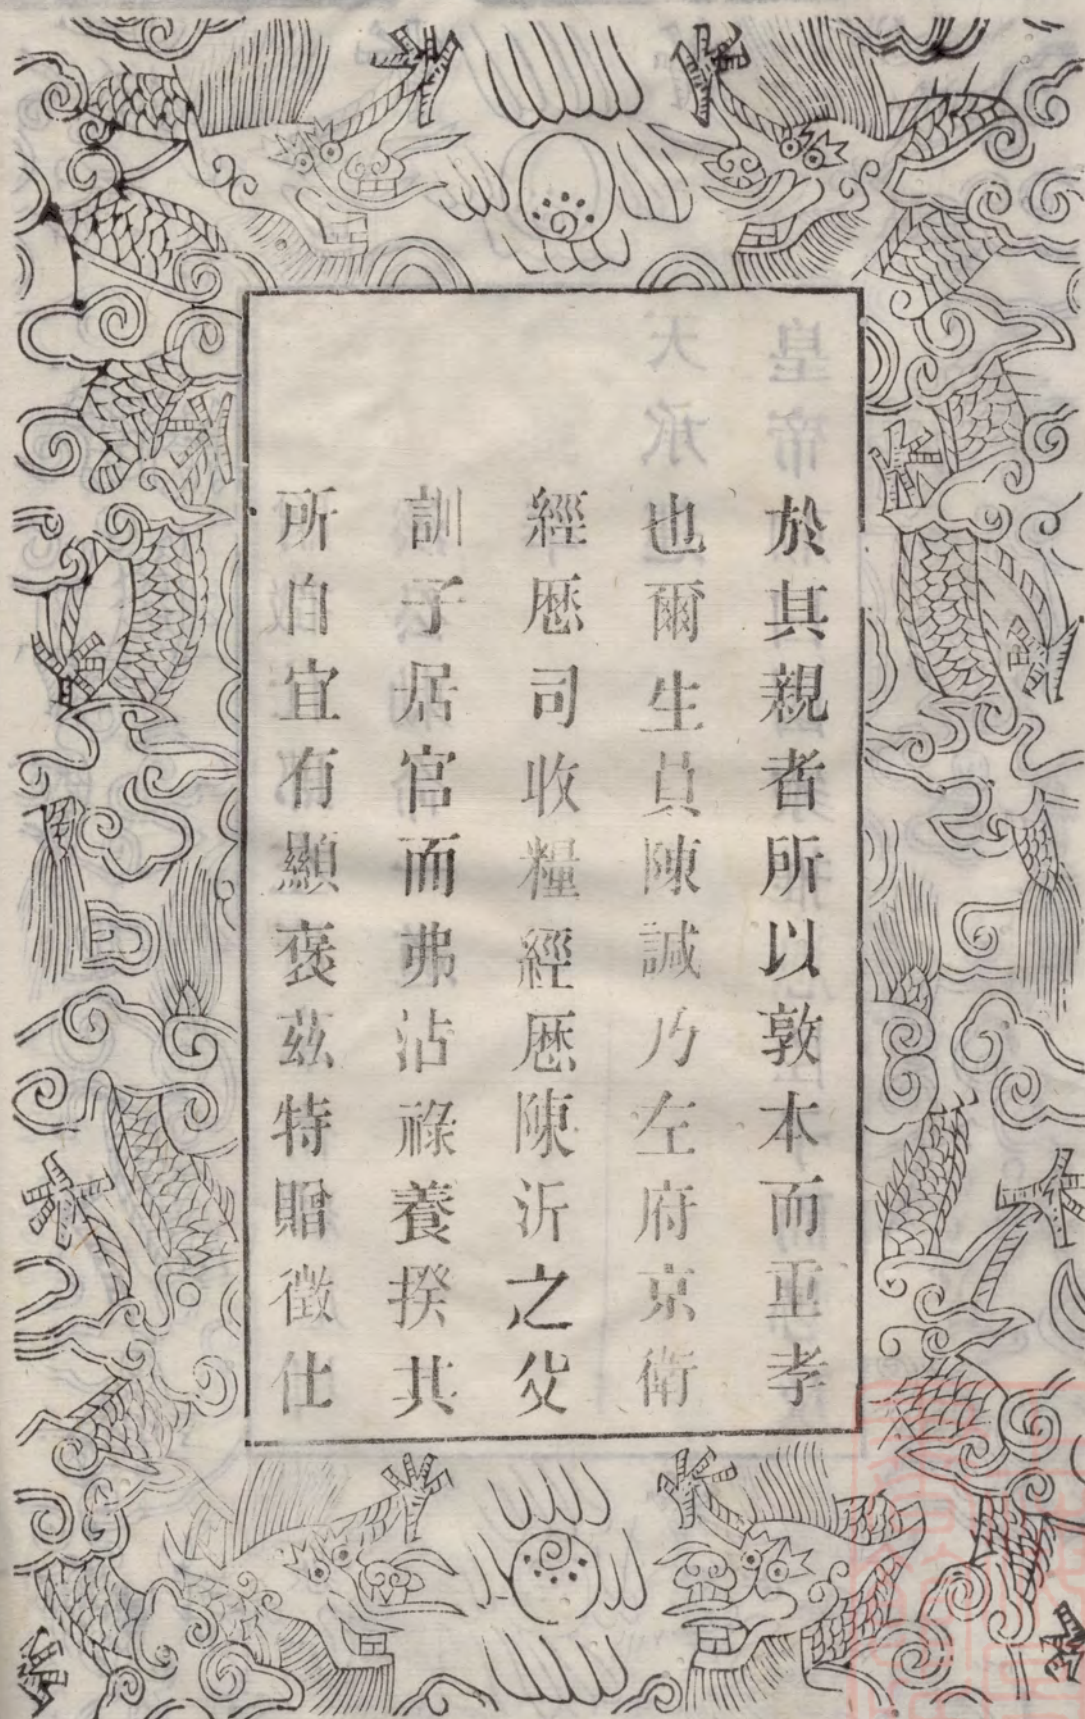 於其親者所以敦本而重孝
也爾生員陳諴乃左府京衛
經歷司收糧經歷陳沂之父
訓子居官而弗沾祿養揆其
所自宜有顯褒茲特贈徵仕